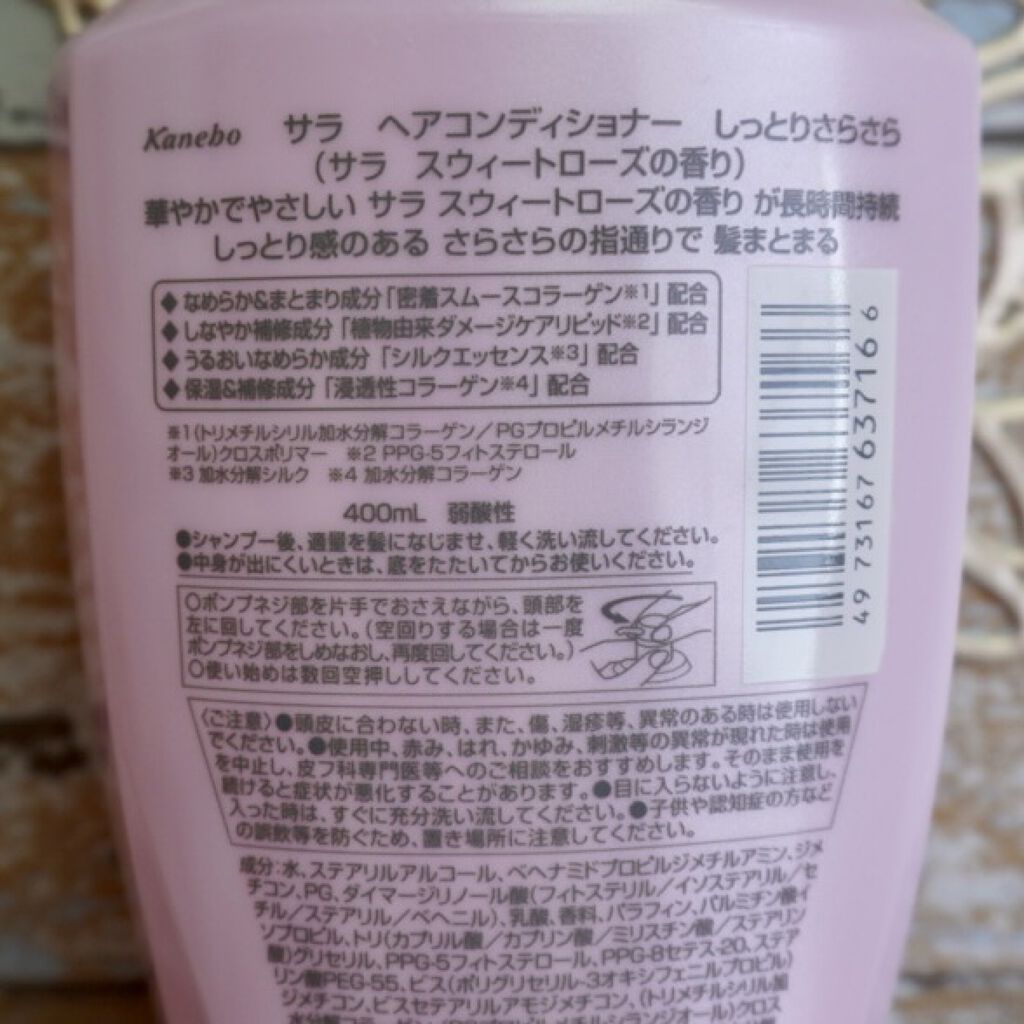 Kanebo サラ ヘアコンディショナー しっとりさらさら
(サラ スウィートローズの香り)
華やかでやさしい サラ スウィートローズの香り が長時間持続
しっとり感のある さらさらの指通りで 髪まとまる
◆ なめらか&まとまり成分「密着スムースコラーゲン※1」配合
◆ しなやか補修成分「植物由来ダメージケアリピッド※2」配合
◆ うるおいなめらか成分「シルクエッセンス※3」配合
◆ 保湿&補修成分「浸透性コラーゲン※4」配合
※1(トリメチルシリル加水分解コラーゲン/PGプロピルメチルシランジ
オール)クロスポリマー ※2 PPG-5フィトステロール
※3 加水分解シルク ※4 加水分解コラーゲン
400mL 弱酸性
●シャンプー後、適量を髪になじませ、軽く洗い流してください。
●中身が出にくいときは、底をたたいてからお使いください。
○ポンプネジ部を片手でおさえながら、頭部を
左に回してください。(空回りする場合は一度
ポンプネジ部をしめなおし、再度回してください。)
○使い始めは数回空押ししてください。
〈ご注意〉●頭皮に合わない時、また、傷、湿疹等、異常のある時は使用しない
でください。●使用中、赤み、はれ、かゆみ、刺激等の異常が現れた時は使用
を中止し、皮フ科専門医等へのご相談をおすすめします。そのまま使用を
続けると症状が悪化することがあります。●目に入らないように注意し、
入った時は、すぐに充分洗い流してください。●子供や認知症の方など
の誤飲等を防ぐため、置き場所に注意してください。
成分:水、ステアリルアルコール、ベヘナミドプロピルジメチルアミン、ジメ
チコン、PG、ダイマージリノール酸(フィトステリル/イソステアリル/セ
チル/ステアリル/ベヘニル)、乳酸、香料、パラフィン、パルミチン酸イ
ソプロピル、トリ(カプリル酸/カプリン酸/ミリスチン酸/ステアリン
酸)グリセリル、PPG-5フィトステロール、PPG-8セテス-20、ステア
リン酸PEG-55、ビス(ポリグリセリル-3オキシフェニルプロピル)
ジメチコン、ビスセテアリルアモジメチコン、(トリメチルシリル加
水分解コラーゲン/PGプロピルメチルシランジオール)クロス
49 73167 63716 6